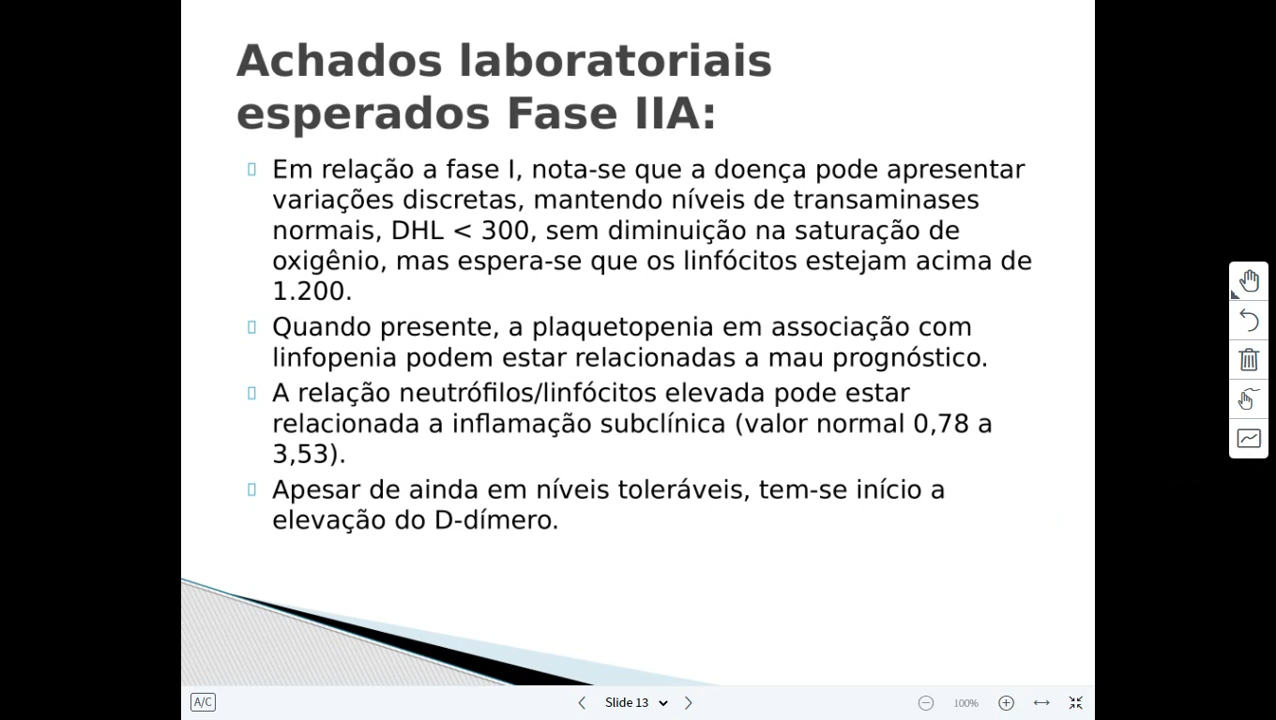 Achados laboratoriais
esperados Fase IIA:
Em relação a fase I, nota-se que a doença pode apresentar
variações discretas, mantendo níveis de transaminases
normais, DHL < 300, sem diminuição na saturação de
oxigênio, mas espera-se que os linfócitos estejam acima de
1.200.
Quando presente, a plaquetopenia em associação com
linfopenia podem estar relacionadas a mau prognóstico.
A relação neutrófilos/linfócitos elevada pode estar
relacionada a inflamação subclínica (valor normal 0,78 a
3,53).
Apesar de ainda em níveis toleráveis, tem-se início a
elevação do D-dímero.
A/C
Slide 13
100%